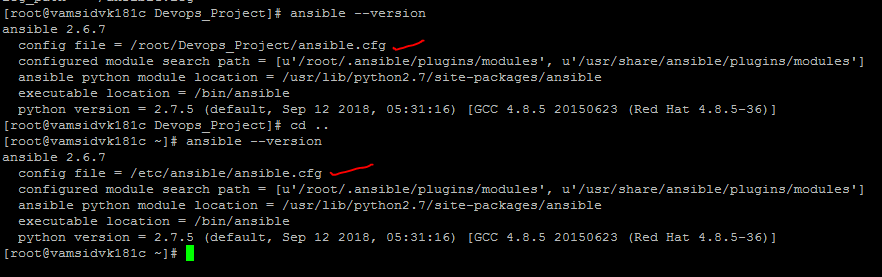 [root@vamsidvk181c Devops_Project]# ansible --version
ansible 2.6.7
  config file = /root/Devops_Project/ansible.cfg
  configured module search path = [u'/root/.ansible/plugins/modules', u'/usr/share/ansible/plugins/modules']
  ansible python module location = /usr/lib/python2.7/site-packages/ansible
  executable location = /bin/ansible
  python version = 2.7.5 (default, Sep 12 2018, 05:31:16) [GCC 4.8.5 20150623 (Red Hat 4.8.5-36)]
[root@vamsidvk181c Devops_Project]# cd ..
[root@vamsidvk181c ~]# ansible --version
ansible 2.6.7
  config file = /etc/ansible/ansible.cfg
  configured module search path = [u'/root/.ansible/plugins/modules', u'/usr/share/ansible/plugins/modules']
  ansible python module location = /usr/lib/python2.7/site-packages/ansible
  executable location = /bin/ansible
  python version = 2.7.5 (default, Sep 12 2018, 05:31:16) [GCC 4.8.5 20150623 (Red Hat 4.8.5-36)]
[root@vamsidvk181c ~]#